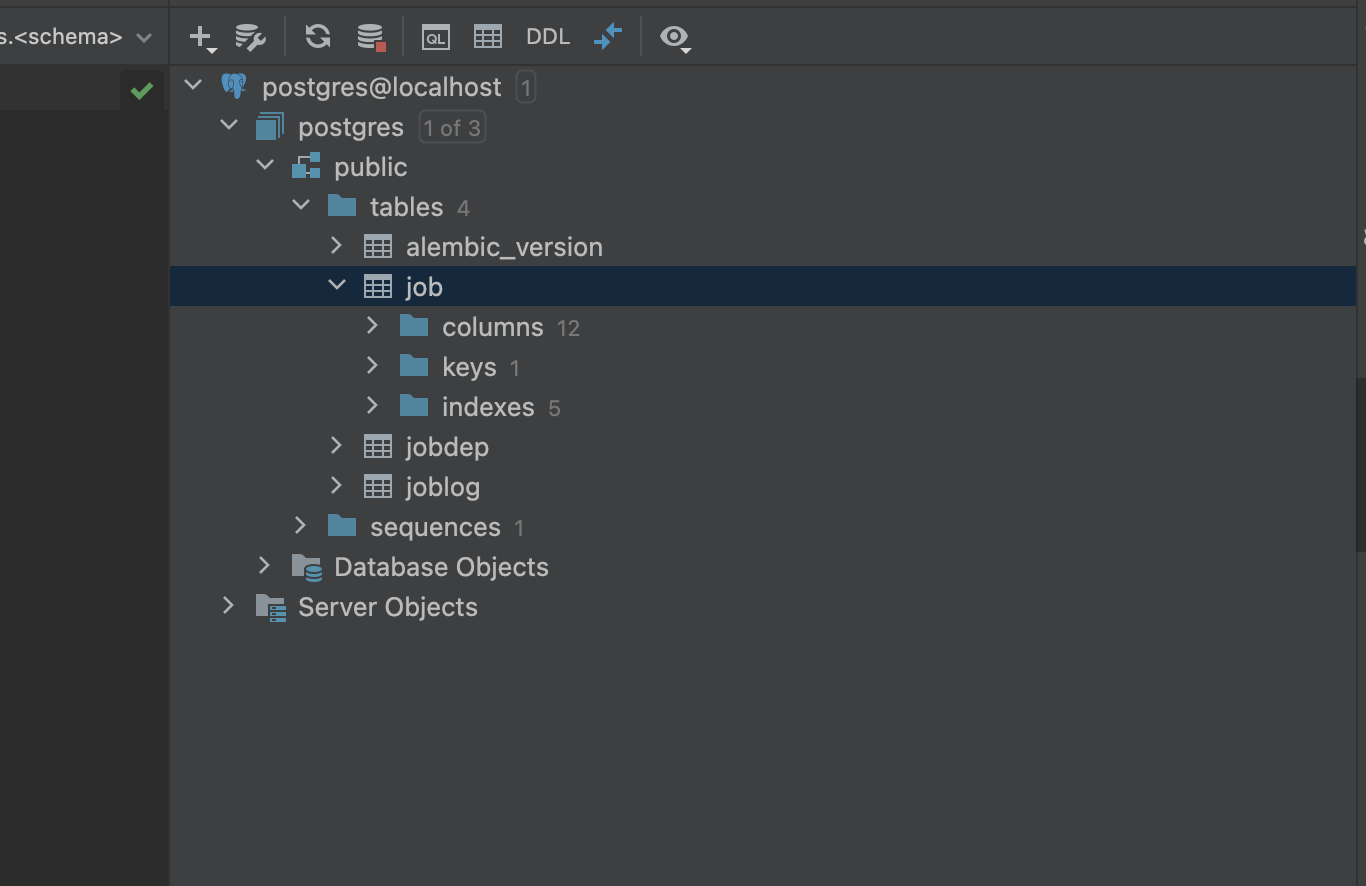 s.<schema>
QL
DDL
postgres@localhost 1
postgres 1 of 3
public
tables 4
alembic_version
job
columns 12
keys 1
indexes 5
jobdep
joblog
sequences 1
Database Objects
Server Objects